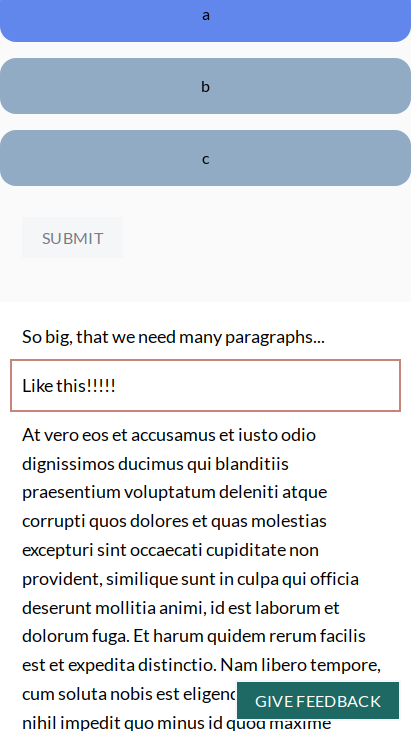 a
b
c
SUBMIT
So big, that we need many paragraphs...
Like this!!!!!
At vero eos et accusamus et iusto odio
dignissimos ducimus qui blanditiis
praesentium voluptatum deleniti atque
corrupti quos dolores et quas molestias
excepturi sint occaecati cupiditate non
provident, similique sunt in culpa qui officia
deserunt mollitia animi, id est laborum et
dolorum fuga. Et harum quidem rerum facilis
est et expedita distinctio. Nam libero tempore,
cum soluta nobis est
GIVE FEEDBACK
nihil impedit quo minus id quod maxime